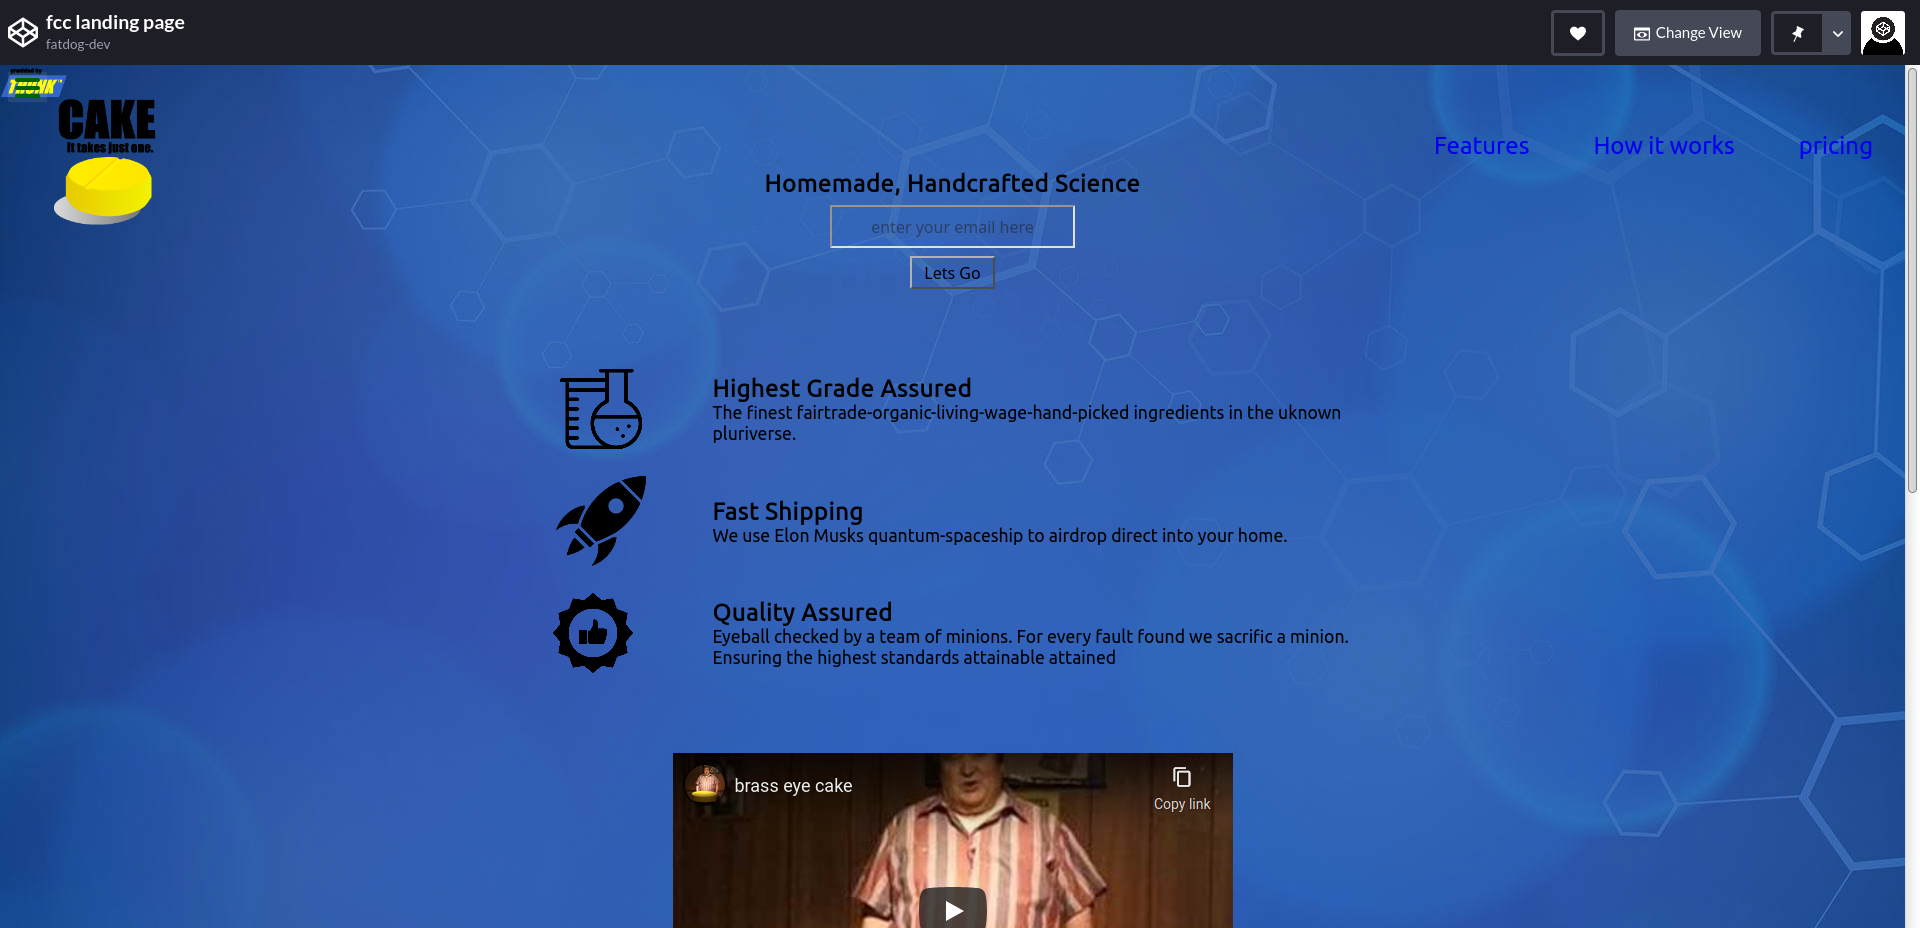 fcc landing page
fatdog-dev
Change View
provided by
CAKE
It takes just one.
Features
How it works
pricing
Homemade, Handcrafted Science
enter your email here
Lets Go
Highest Grade Assured
The finest fairtrade-organic-living-wage-hand-picked ingredients in the uknown
pluriverse.
Fast Shipping
We use Elon Musks quantum-spaceship to airdrop direct into your home.
Quality Assured
Eyeball checked by a team of minions. For every fault found we sacrific a minion.
Ensuring the highest standards attainable attained
brass eye cake
Copy link